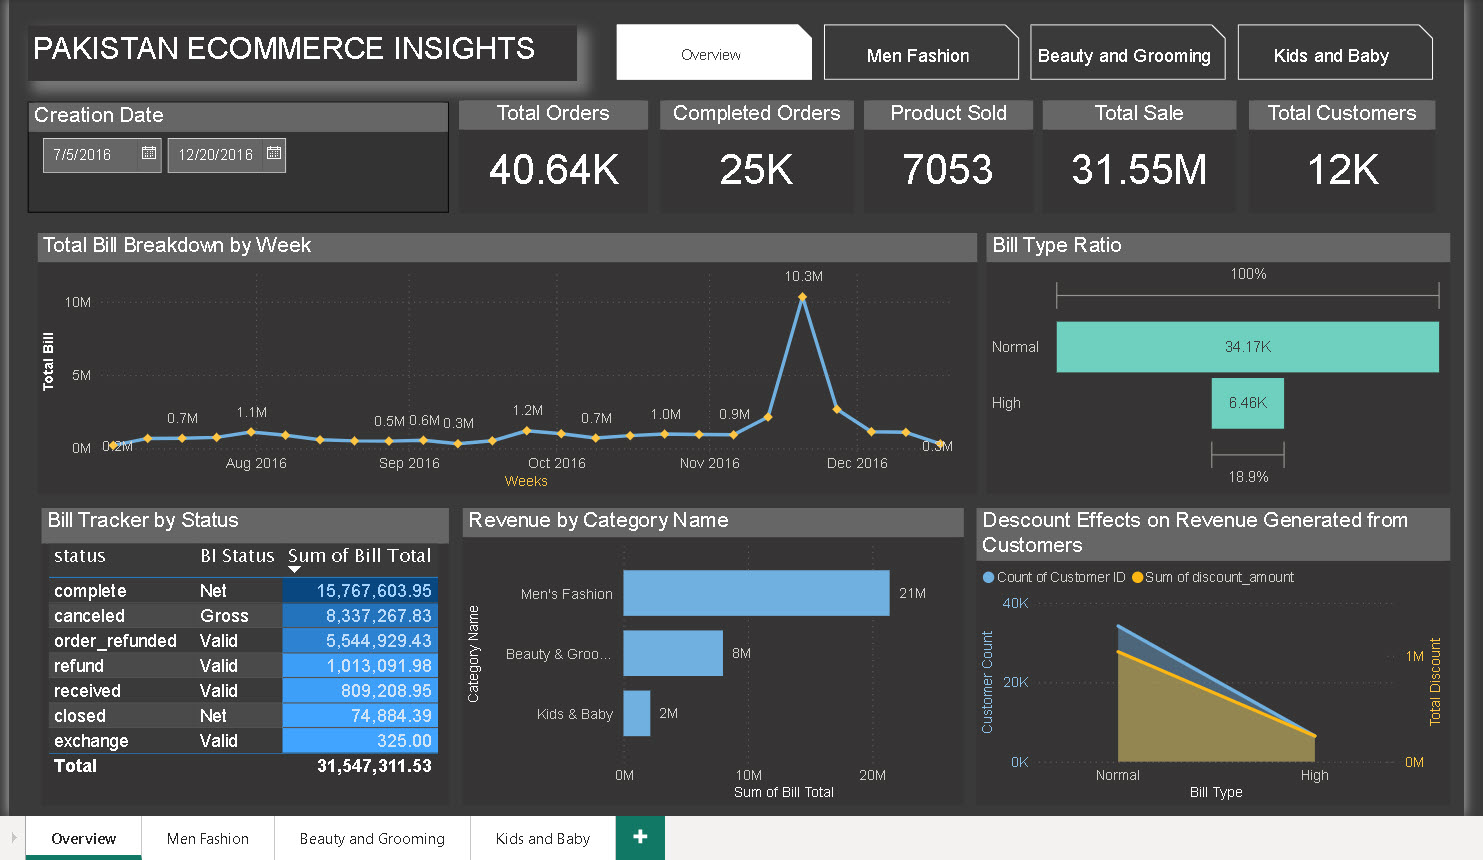 PAKISTAN ECOMMERCE INSIGHTS
Overview
Men Fashion
Beauty and Grooming
Kids and Baby
Creation Date
7/5/2016
12/20/2016
Total Orders
40.64K
Completed Orders
25K
Product Sold
7053
Total Sale
31.55M
Total Customers
12K
Total Bill Breakdown by Week
10M
5M
0M
Total Bill
0.2M
0.7M
1.1M
0.5M
0.6M
0.3M
1.2M
0.7M
1.0M
0.9M
10.3M
0.3M
Aug 2016
Sep 2016
Oct 2016
Nov 2016
Dec 2016
Weeks
Bill Type Ratio
100%
Normal
34.17K
High
6.46K
18.9%
Bill Tracker by Status
status BI Status Sum of Bill Total
complete Net 15,767,603.95
canceled Gross 8,337,267.83
order_refunded Valid 5,544,929.43
refund Valid 1,013,091.98
received Valid 809,208.95
closed Net 74,884.39
exchange Valid 325.00
Total 31,547,311.53
Revenue by Category Name
Category Name
Men's Fashion
21M
Beauty & Groo...
8M
Kids & Baby
2M
0M
10M
20M
Sum of Bill Total
Descount Effects on Revenue Generated from
Customers
Count of Customer ID
Sum of discount_amount
40K
20K
0K
Customer Count
1M
0M
Total Discount
Normal
High
Bill Type
Overview
Men Fashion
Beauty and Grooming
Kids and Baby
+